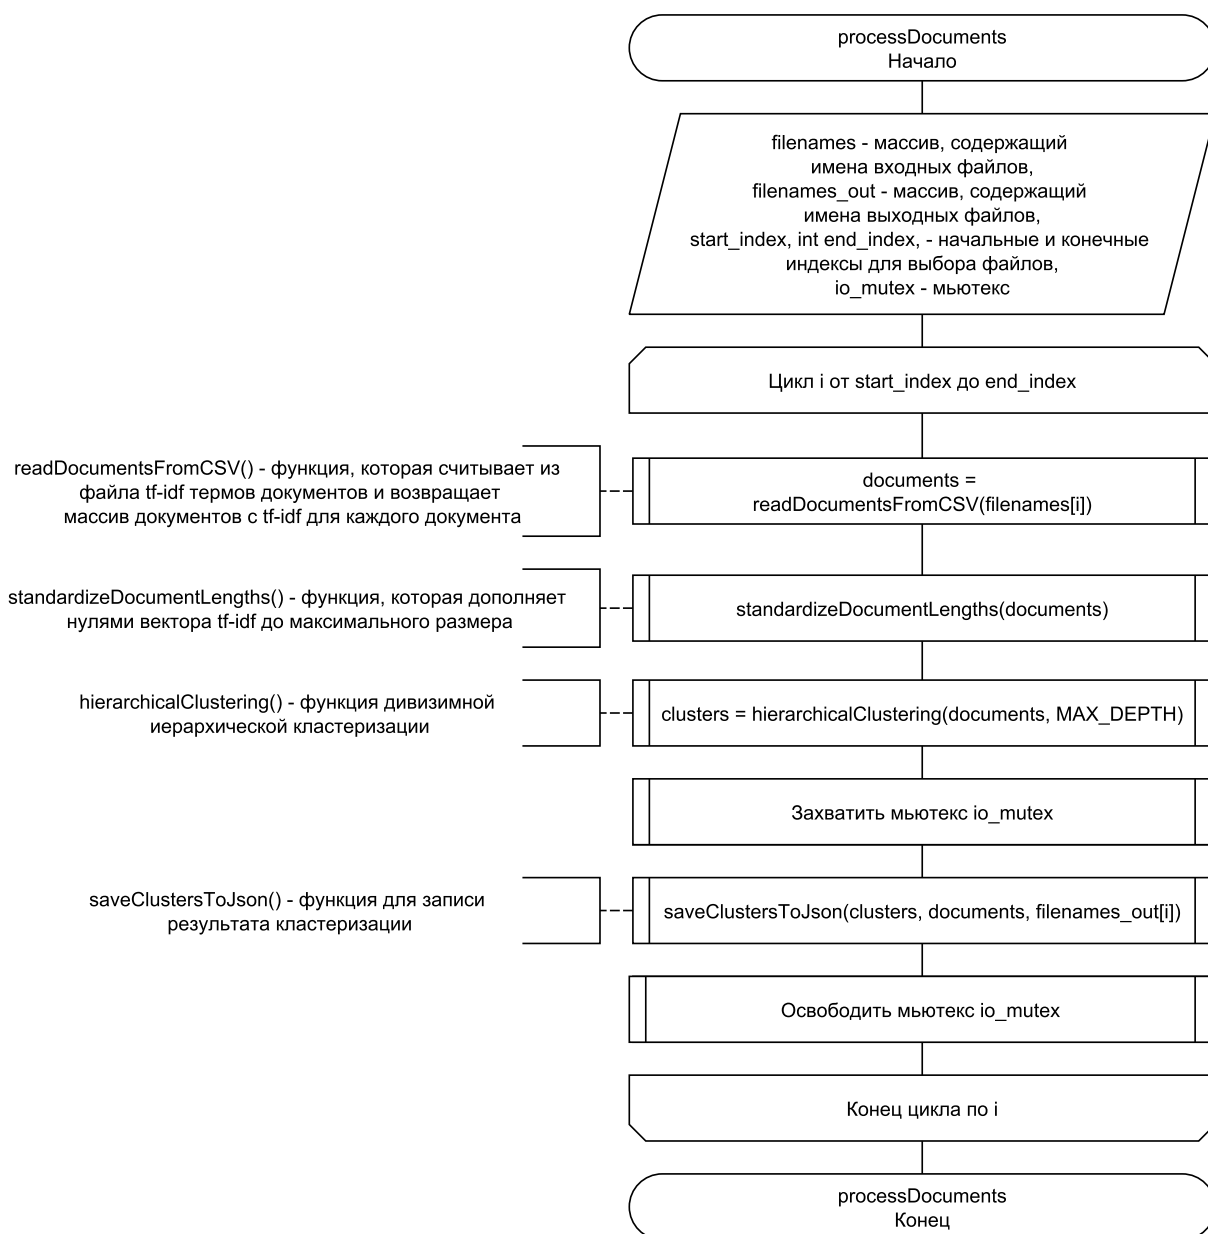 processDocuments
Начало
filenames - массив, содержащий
имена входных файлов,
filenames_out - массив, содержащий
имена выходных файлов,
start_index, int end_index, - начальные и конечные
индексы для выбора файлов,
io_mutex - мьютекс
Цикл i от start_index до end_index
readDocumentsFromCSV() - функция, которая считывает из
файла tf-idf термов документов и возвращает
массив документов с tf-idf для каждого документа
documents =
readDocumentsFromCSV(filenames[i])
standardizeDocumentLengths() - функция, которая дополняет
нулями вектора tf-idf до максимального размера
standardizeDocumentLengths(documents)
hierarchicalClustering() - функция дивизимной
иерархической кластеризации
clusters = hierarchicalClustering(documents, MAX_DEPTH)
Захватить мьютекс io_mutex
saveClustersToJson() - функция для записи
результата кластеризации
saveClustersToJson(clusters, documents, filenames_out[i])
Освободить мьютекс io_mutex
Конец цикла по i
processDocuments
Конец